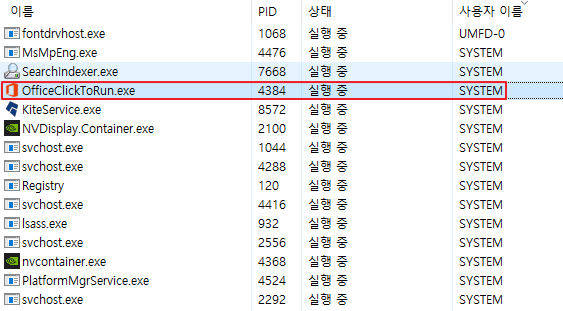 이름 PID 상태 사용자 이름
fontdrvhost.exe 1068 실행 중 UMFD-0
MsMpEng.exe 4476 실행 중 SYSTEM
SearchIndexer.exe 7668 실행 중 SYSTEM
OfficeClickToRun.exe 4384 실행 중 SYSTEM
KiteService.exe 8572 실행 중 SYSTEM
NVDisplay.Container.exe 2100 실행 중 SYSTEM
svchost.exe 1044 실행 중 SYSTEM
svchost.exe 4288 실행 중 SYSTEM
Registry 120 실행 중 SYSTEM
svchost.exe 4416 실행 중 SYSTEM
lsass.exe 932 실행 중 SYSTEM
svchost.exe 2556 실행 중 SYSTEM
nvcontainer.exe 4368 실행 중 SYSTEM
PlatformMgrService.exe 4524 실행 중 SYSTEM
svchost.exe 2292 실행 중 SYSTEM